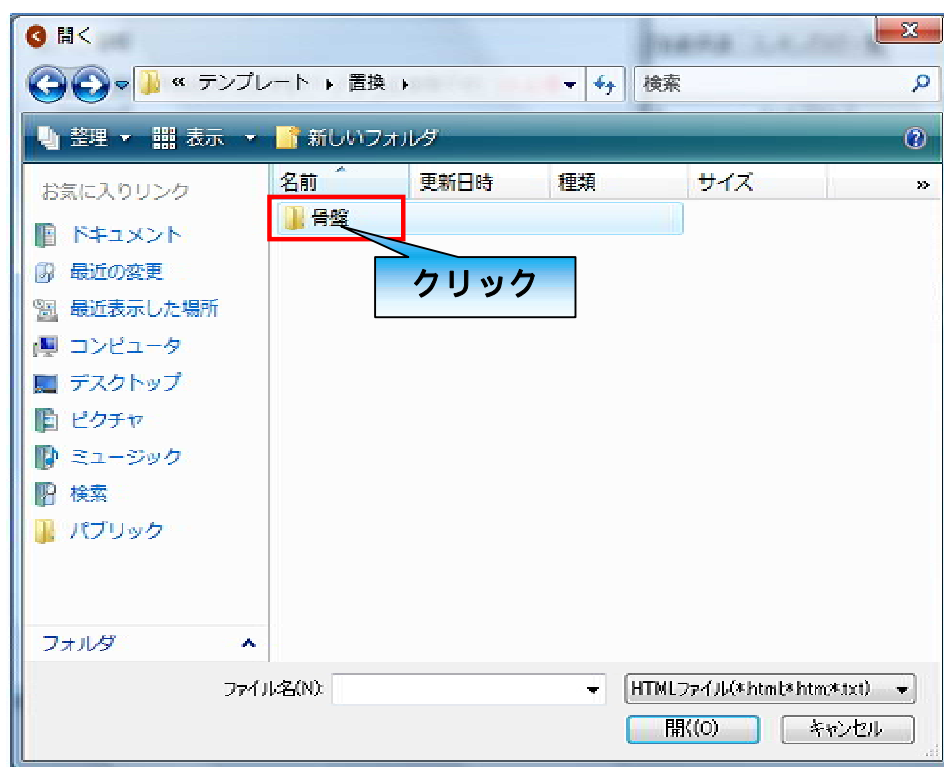 開く
« テンプレート ▸ 置換 ▸
検索
整理 表示 新しいフォルダ
お気に入りリンク
名前 更新日時 種類 サイズ »
骨盤
クリック
ドキュメント
最近の変更
最近表示した場所
コンピュータ
デスクトップ
ピクチャ
ミュージック
検索
パブリック
フォルダ
ファイル名(N):
HTMLファイル(*.html;*.htm;*.txt)
開く(O) キャンセル